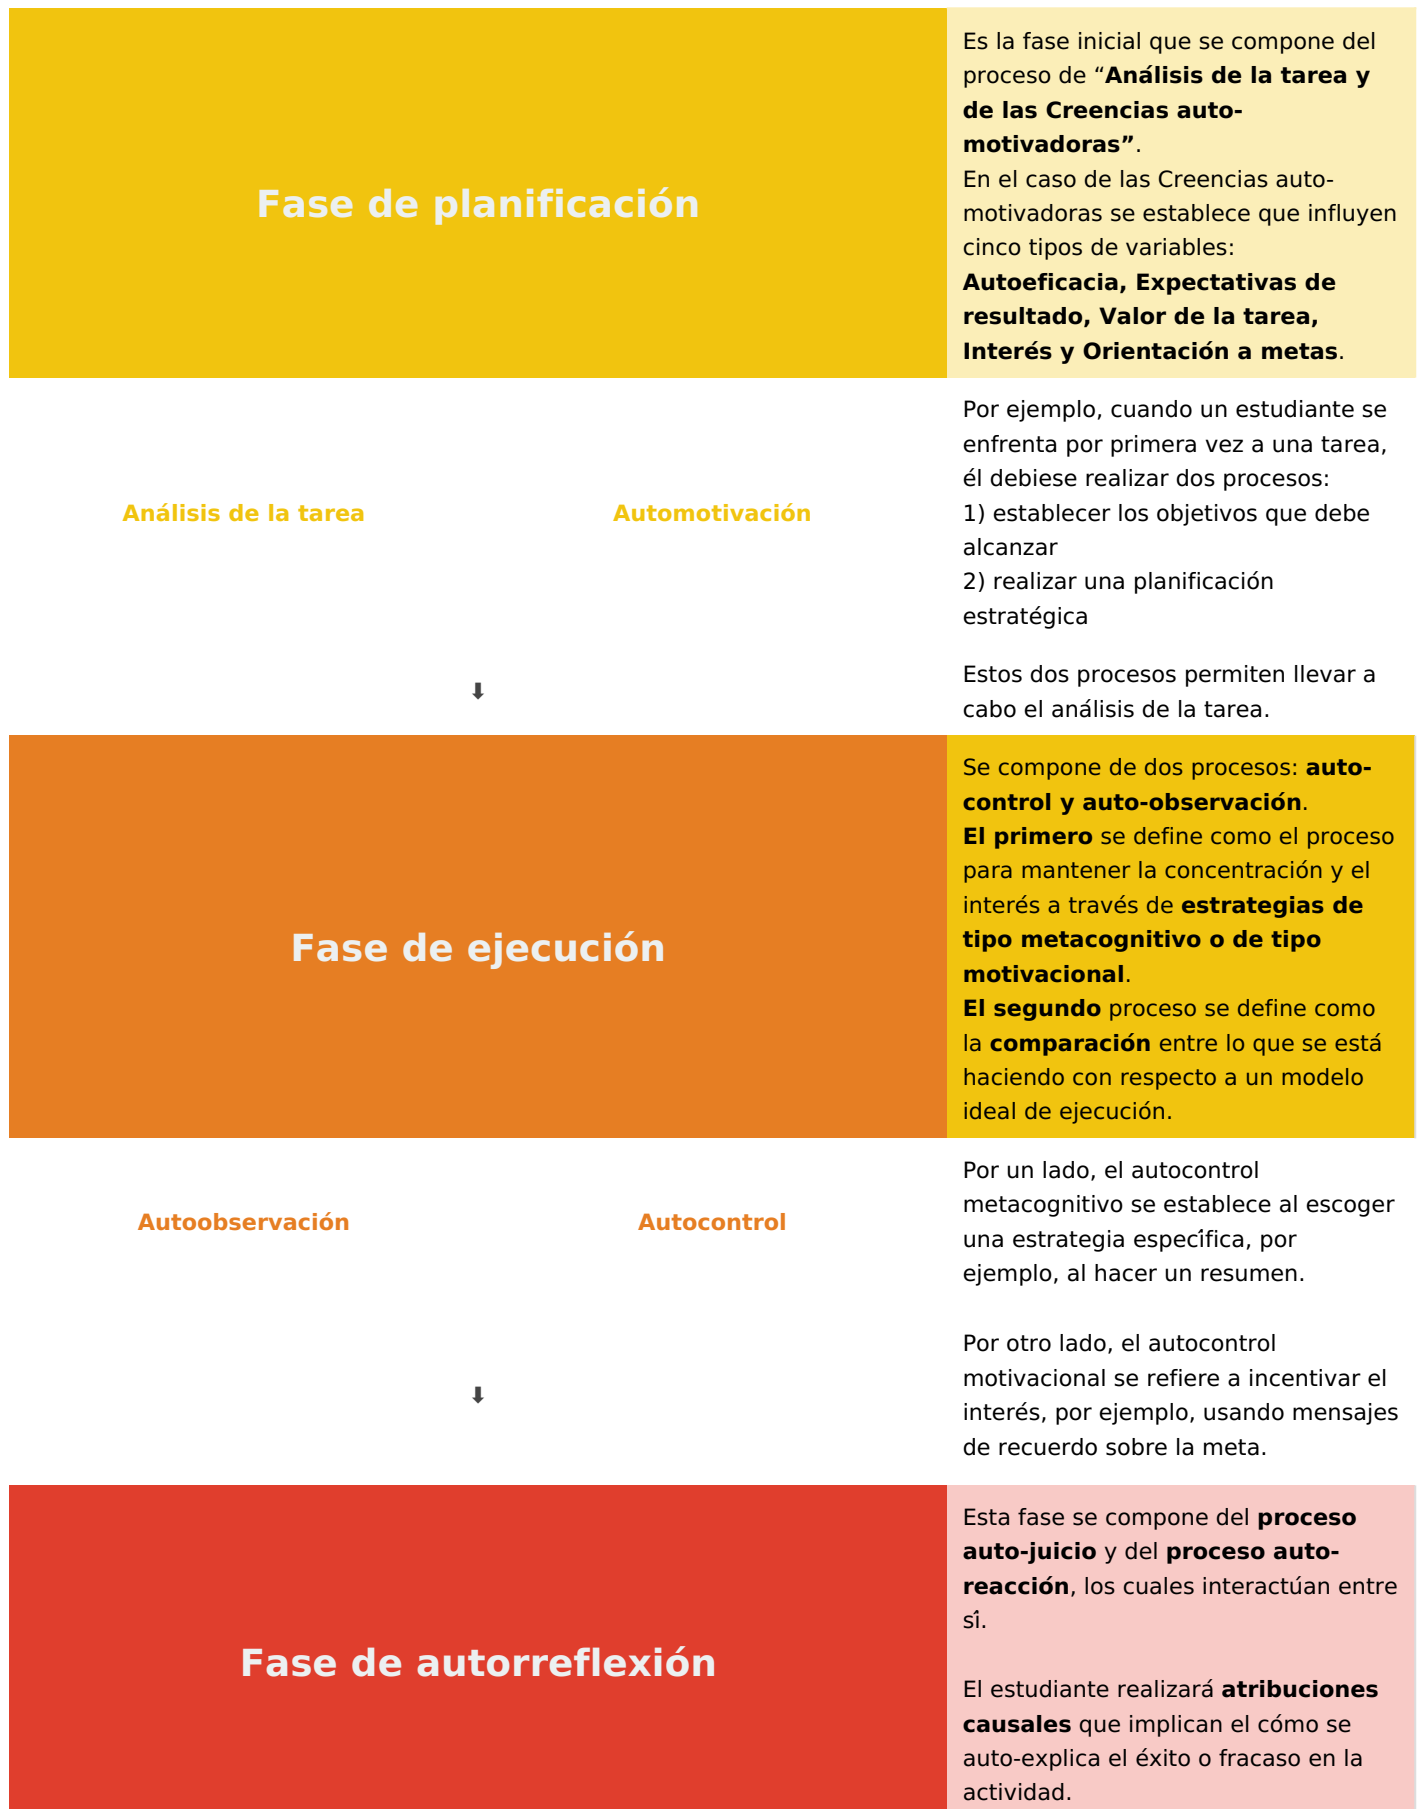 Fase de planificación
Es la fase inicial que se compone del
proceso de “Análisis de la tarea y
de las Creencias auto-
motivadoras”.
En el caso de las Creencias auto-
motivadoras se establece que influyen
cinco tipos de variables:
Autoeficacia, Expectativas de
resultado, Valor de la tarea,
Interés y Orientación a metas.
Análisis de la tarea
Automotivación
Por ejemplo, cuando un estudiante se
enfrenta por primera vez a una tarea,
él debiese realizar dos procesos:
1) establecer los objetivos que debe
alcanzar
2) realizar una planificación
estratégica
⬇
Estos dos procesos permiten llevar a
cabo el análisis de la tarea.
Fase de ejecución
Se compone de dos procesos: auto-
control y auto-observación.
El primero se define como el proceso
para mantener la concentración y el
interés a través de estrategias de
tipo metacognitivo o de tipo
motivacional.
El segundo proceso se define como
la comparación entre lo que se está
haciendo con respecto a un modelo
ideal de ejecución.
Autoobservación
Autocontrol
Por un lado, el autocontrol
metacognitivo se establece al escoger
una estrategia específica, por
ejemplo, al hacer un resumen.
⬇
Por otro lado, el autocontrol
motivacional se refiere a incentivar el
interés, por ejemplo, usando mensajes
de recuerdo sobre la meta.
Fase de autorreflexión
Esta fase se compone del proceso
auto-juicio y del proceso auto-
reacción, los cuales interactúan entre
sí.
El estudiante realizará atribuciones
causales que implican el cómo se
auto-explica el éxito o fracaso en la
actividad.